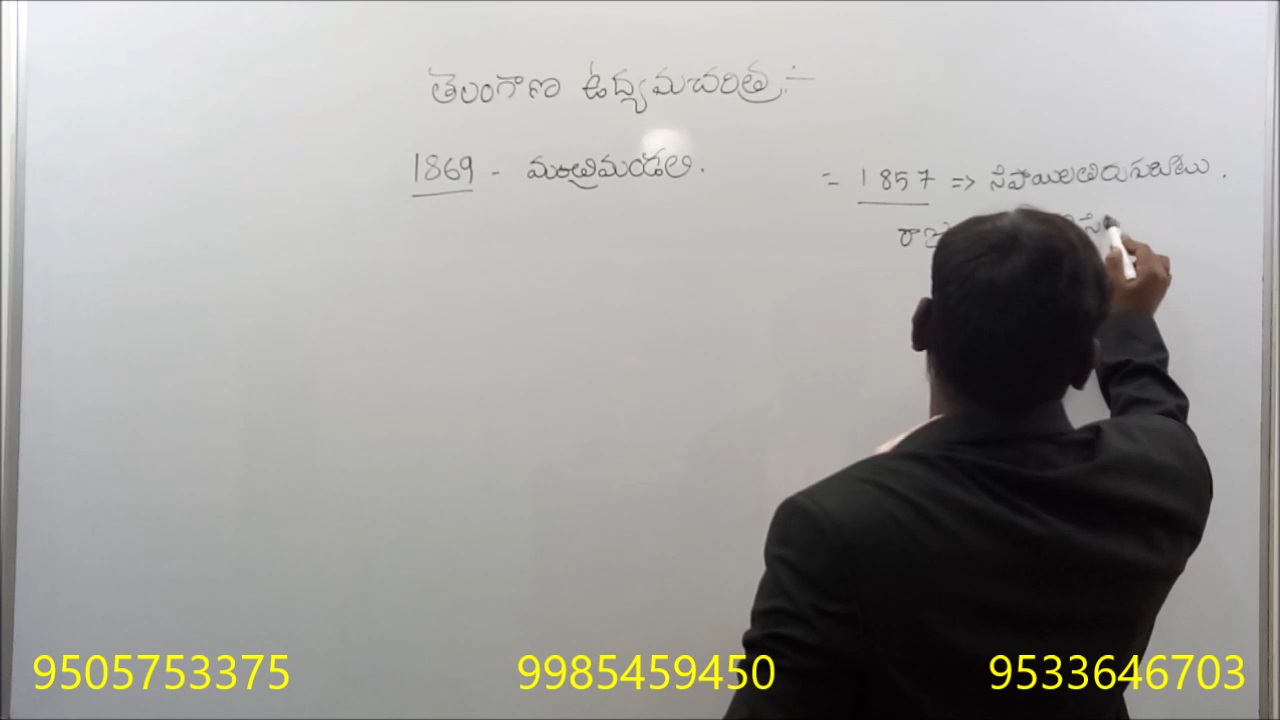 తెలంగాణ ఉద్యమచరిత్ర :-
1869 - మంత్రిమండలి.
= 1857 => సిపాయిలతిరుగుబాటు.
9505753375 9985459450 9533646703